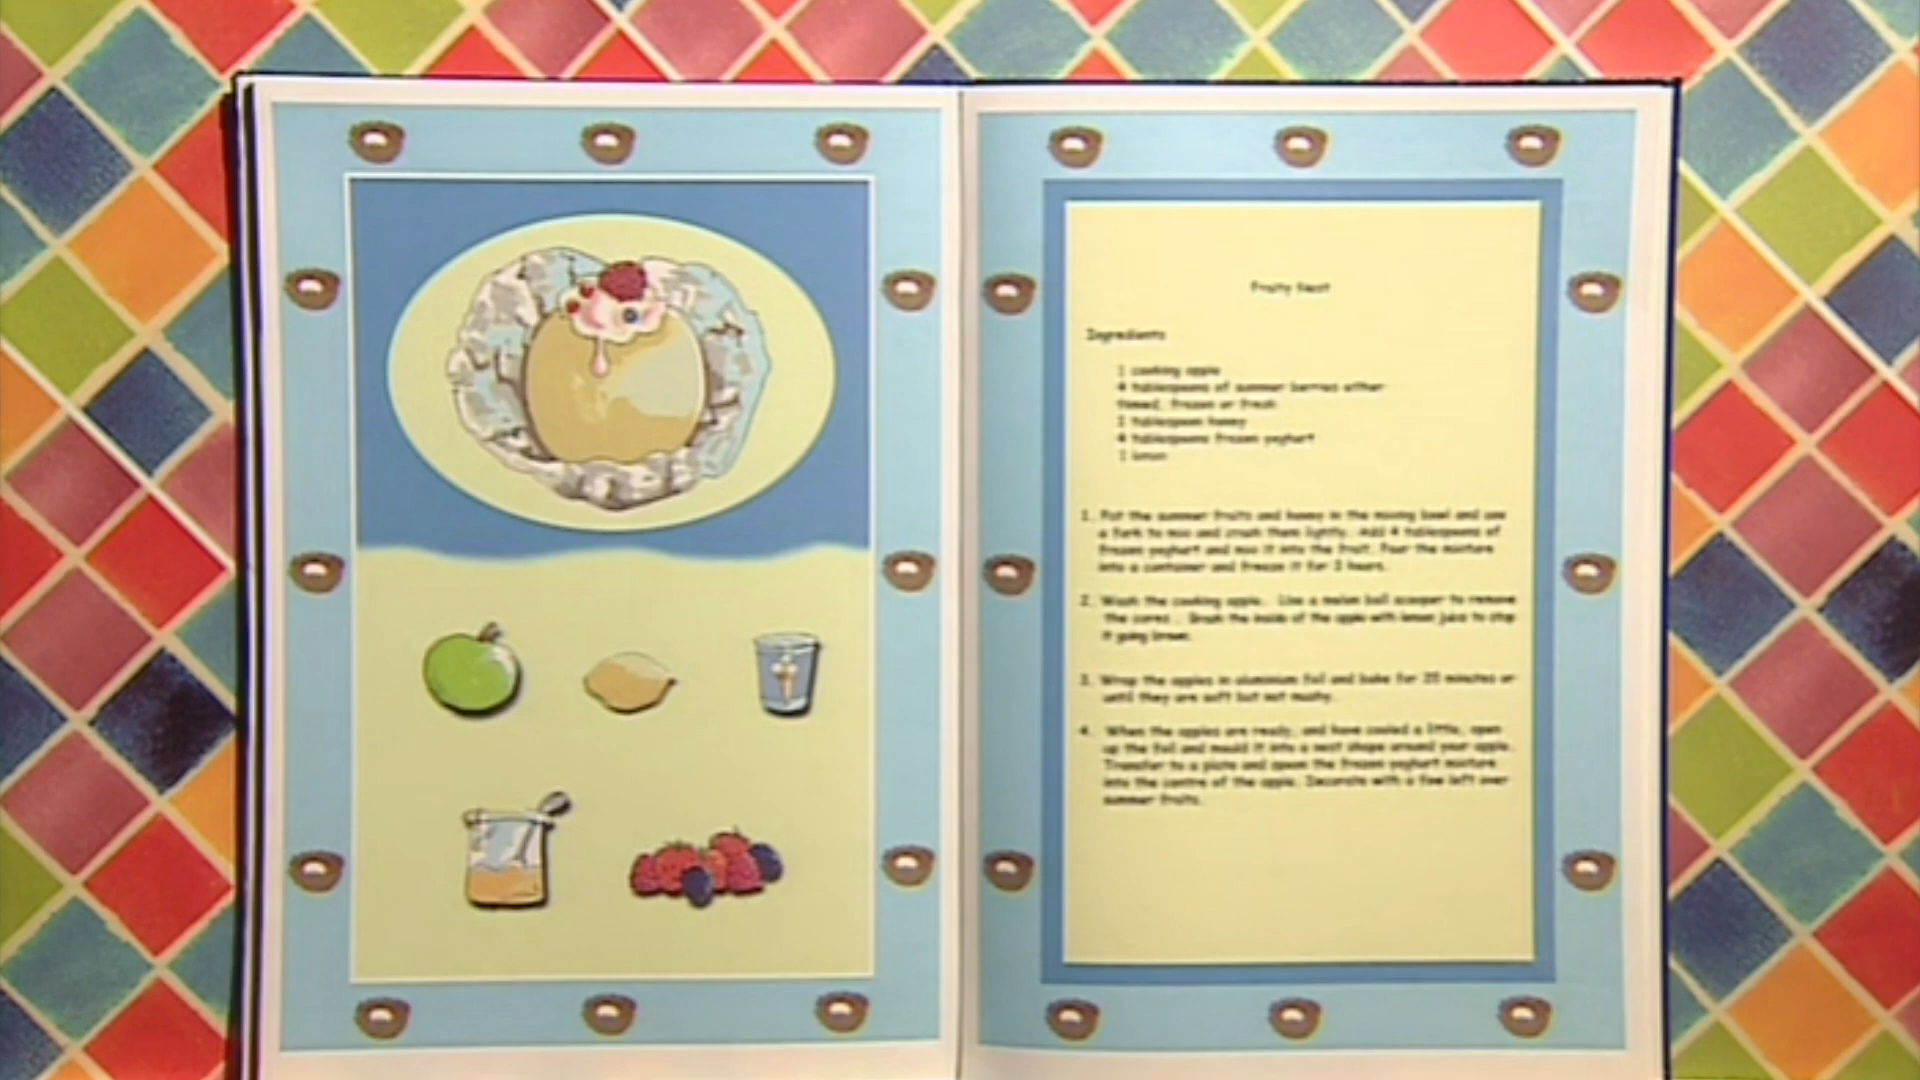 Fruity Nest
Ingredients
1 cooking apple
4 tablespoons of summer berries either
tinned, frozen or fresh
1 tablespoon honey
4 tablespoons frozen yoghurt
1 lemon
1. Put the summer fruits and honey in the mixing bowl and use
a fork to mix and crush them lightly. Add 4 tablespoons of
frozen yoghurt and mix it into the fruit. Pour the mixture
into a container and freeze it for 2 hours.
2. Wash the cooking apple. Use a melon ball scooper to remove
the cores. Brush the inside of the apple with lemon juice to stop
it going brown.
3. Wrap the apples in aluminium foil and bake for 25 minutes or
until they are soft but not mushy.
4. When the apples are ready, and have cooled a little, open
up the foil and mould it into a nest shape around your apple.
Transfer to a plate and spoon the frozen yoghurt mixture
into the centre of the apple. Decorate with a few left over
summer fruits.